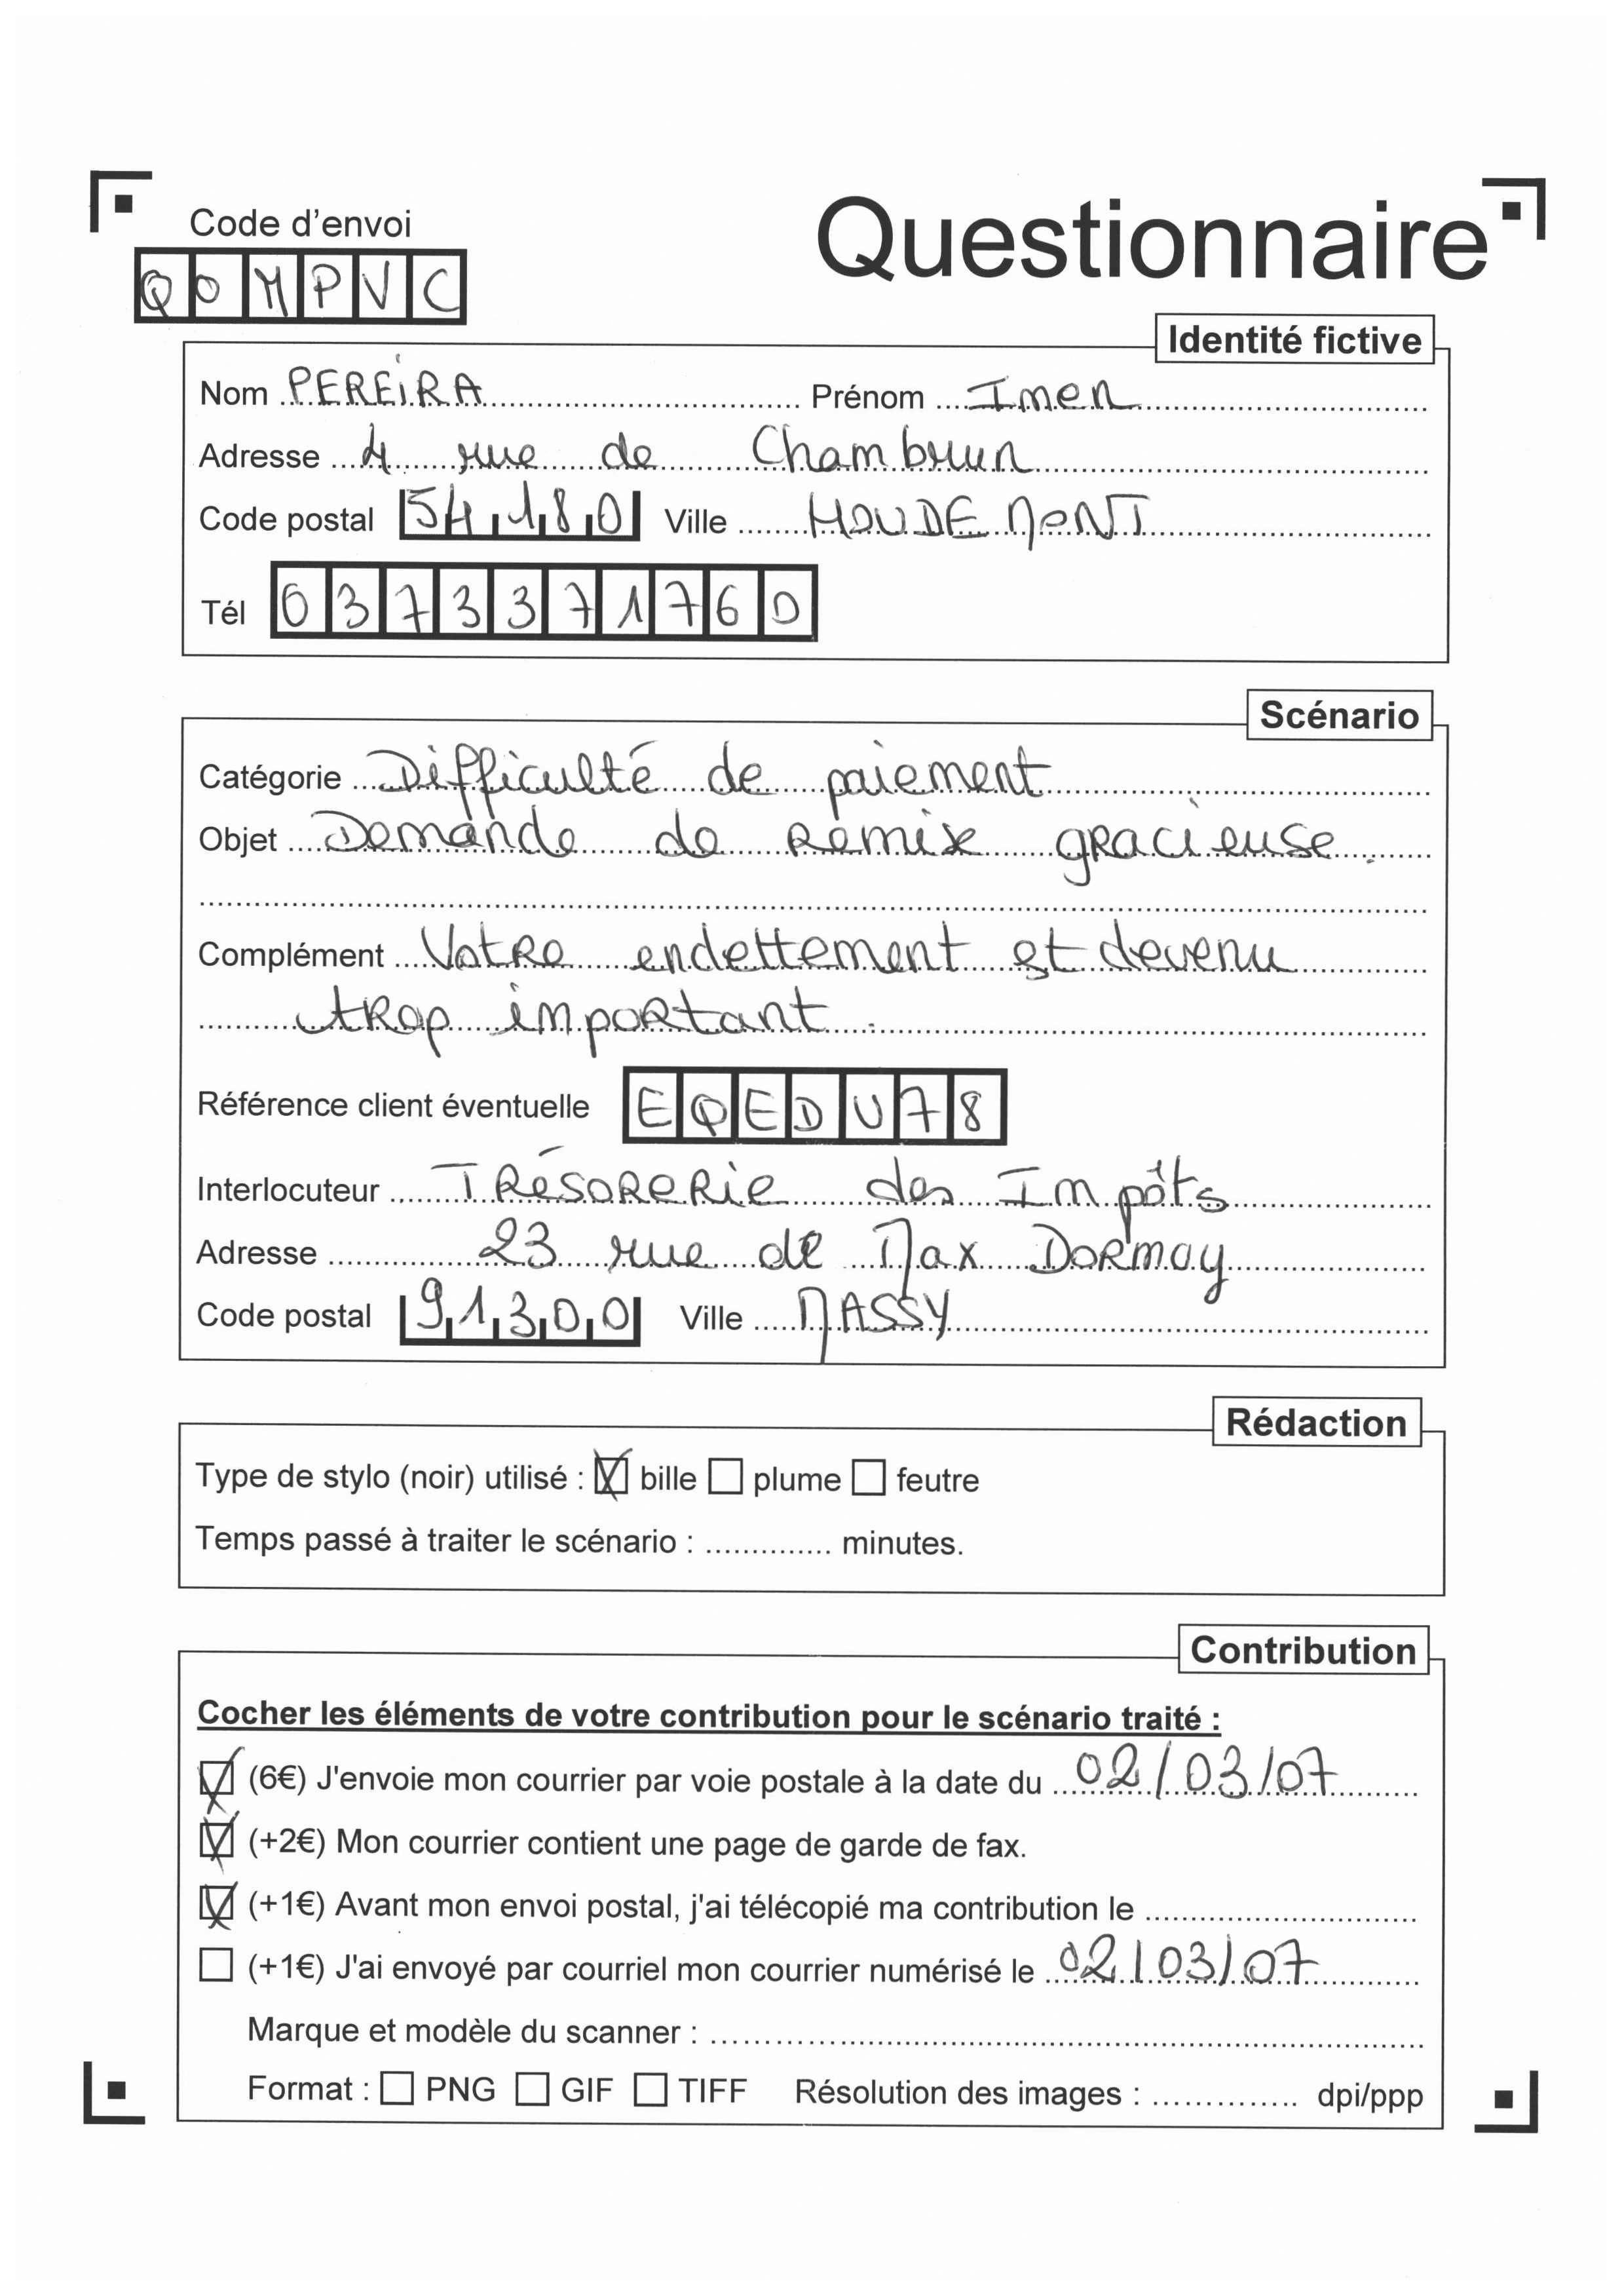 Code d'envoi
Questionnaire
QOMPVC
Identité fictive
Nom PEREIRA Prénom Imen
Adresse 4 rue de Chambrun
Code postal 54180 Ville HOUDEMONT
Tél 0373371760
Scénario
Catégorie Difficulté de paiement
Objet Demande de remise gracieuse.
Complément Votre endettement est devenu
trop important.
Référence client éventuelle EQEDU78
Interlocuteur Trésorerie des Impôts
Adresse 23 rue de Max Dormoy
Code postal 91300 Ville MASSY
Rédaction
Type de stylo (noir) utilisé : bille plume feutre
Temps passé à traiter le scénario : .............. minutes.
Contribution
Cocher les éléments de votre contribution pour le scénario traité :
(6€) J'envoie mon courrier par voie postale à la date du 02/03/07
(+2€) Mon courrier contient une page de garde de fax.
(+1€) Avant mon envoi postal, j'ai télécopié ma contribution le
(+1€) J'ai envoyé par courriel mon courrier numérisé le 02/03/07
Marque et modèle du scanner :
Format : PNG GIF TIFF Résolution des images : .............. dpi/ppp